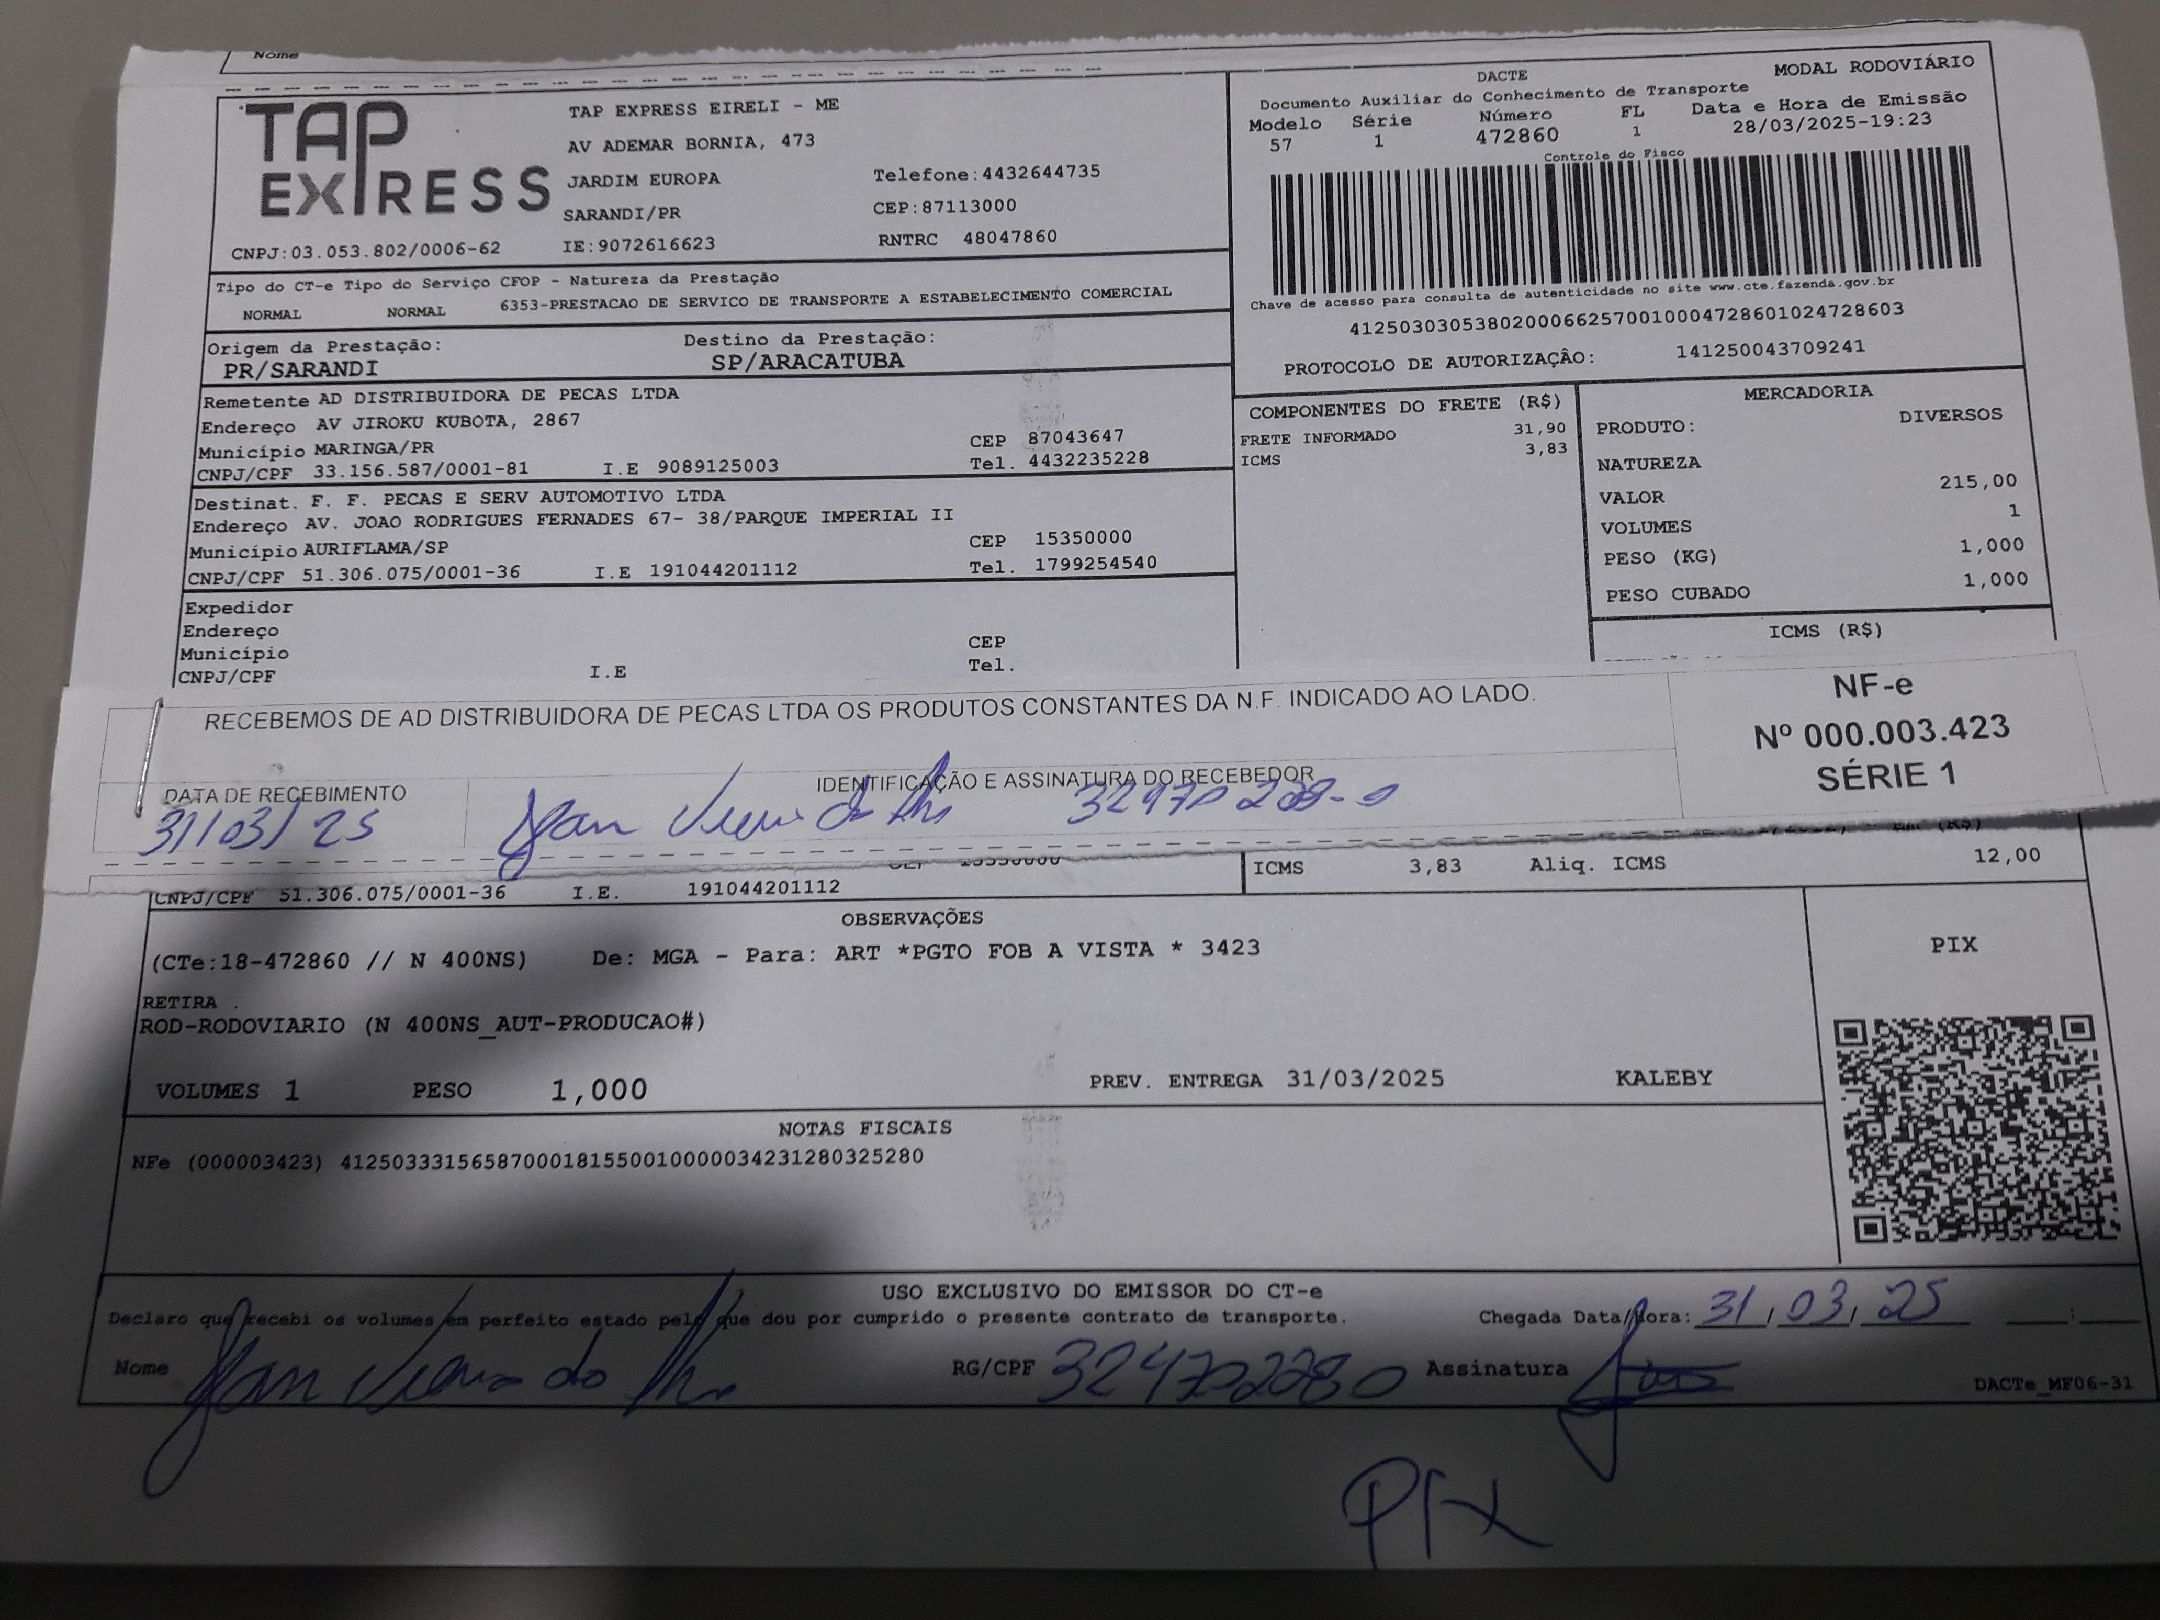 Nome
TAP EXPRESS
TAP EXPRESS EIRELI - ME
AV ADEMAR BORNIA, 473
JARDIM EUROPA Telefone:4432644735
SARANDI/PR CEP:87113000
CNPJ:03.053.802/0006-62 IE:9072616623 RNTRC 48047860
DACTE MODAL RODOVIÁRIO
Documento Auxiliar do Conhecimento de Transporte
Modelo Série Número FL Data e Hora de Emissão
57 1 472860 1 28/03/2025-19:23
Controle do Fisco
Chave de acesso para consulta de autenticidade no site www.cte.fazenda.gov.br
41250303053802000662570010004728601024728603
PROTOCOLO DE AUTORIZAÇÂO: 141250043709241
Tipo do CT-e Tipo do Serviço CFOP - Natureza da Prestação
NORMAL NORMAL 6353-PRESTACAO DE SERVICO DE TRANSPORTE A ESTABELECIMENTO COMERCIAL
Origem da Prestação: Destino da Prestação:
PR/SARANDI SP/ARACATUBA
Remetente AD DISTRIBUIDORA DE PECAS LTDA
Endereço AV JIROKU KUBOTA, 2867
Município MARINGA/PR CEP 87043647
CNPJ/CPF 33.156.587/0001-81 I.E 9089125003 Tel. 4432235228
Destinat. F. F. PECAS E SERV AUTOMOTIVO LTDA
Endereço AV. JOAO RODRIGUES FERNADES 67- 38/PARQUE IMPERIAL II
Município AURIFLAMA/SP CEP 15350000
CNPJ/CPF 51.306.075/0001-36 I.E 191044201112 Tel. 1799254540
Expedidor
Endereço
Município CEP
CNPJ/CPF I.E Tel.
COMPONENTES DO FRETE (R$)
FRETE INFORMADO 31,90
ICMS 3,83
MERCADORIA
PRODUTO: DIVERSOS
NATUREZA
VALOR 215,00
VOLUMES 1
PESO (KG) 1,000
PESO CUBADO 1,000
ICMS (R$)
RECEBEMOS DE AD DISTRIBUIDORA DE PECAS LTDA OS PRODUTOS CONSTANTES DA N.F. INDICADO AO LADO.
NF-e
Nº 000.003.423
SÉRIE 1
DATA DE RECEBIMENTO IDENTIFICAÇÃO E ASSINATURA DO RECEBEDOR
31/03/25
CNPJ/CPF 51.306.075/0001-36 I.E. 191044201112
ICMS 3,83 Aliq. ICMS 12,00
OBSERVAÇÕES
(CTe:18-472860 // N 400NS) De: MGA - Para: ART *PGTO FOB A VISTA * 3423
RETIRA .
ROD-RODOVIARIO (N 400NS_AUT-PRODUCAO#)
VOLUMES 1 PESO 1,000 PREV. ENTREGA 31/03/2025 KALEBY
PIX
NOTAS FISCAIS
NFe (000003423) 41250333156587000181550010000034231280325280
USO EXCLUSIVO DO EMISSOR DO CT-e
Declaro que recebi os volumes em perfeito estado pelo que dou por cumprido o presente contrato de transporte. Chegada Data/Hora: 31/03/25 :
Nome RG/CPF Assinatura
DACTe_MF06-31
PIX